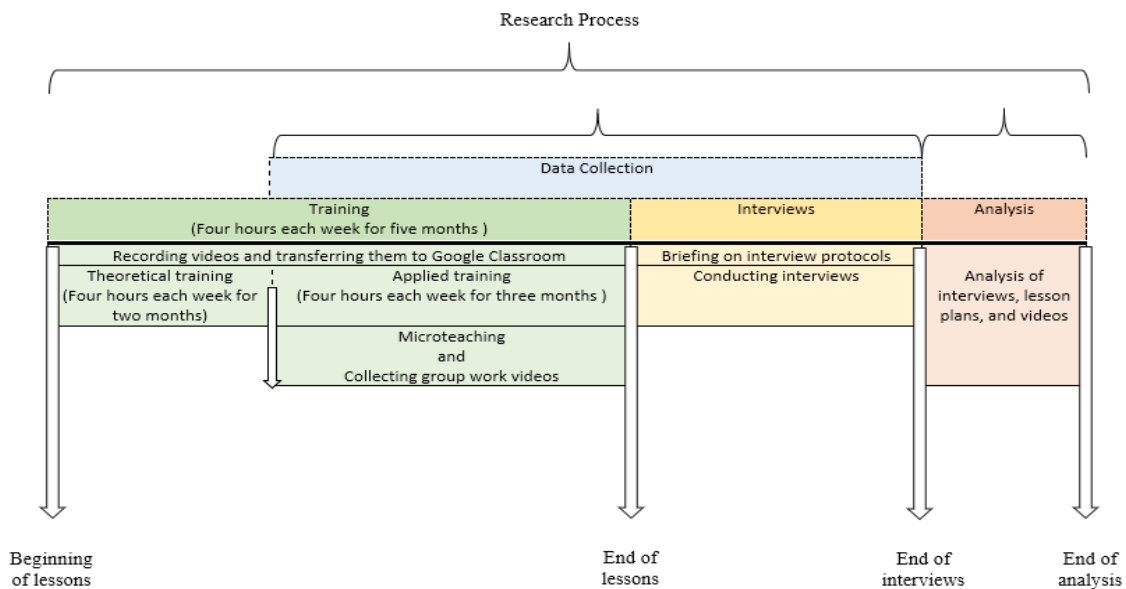 Research Process
Data Collection
Training
(Four hours each week for five months )
Interviews
Analysis
Recording videos and transferring them to Google Classroom
Briefing on interview protocols
Theoretical training
(Four hours each week for
two months)
Applied training
(Four hours each week for three months )
Conducting interviews
Analysis of
interviews, lesson
plans, and videos
Microteaching
and
Collecting group work videos
Beginning
of lessons
End of
lessons
End of
interviews
End of
analysis